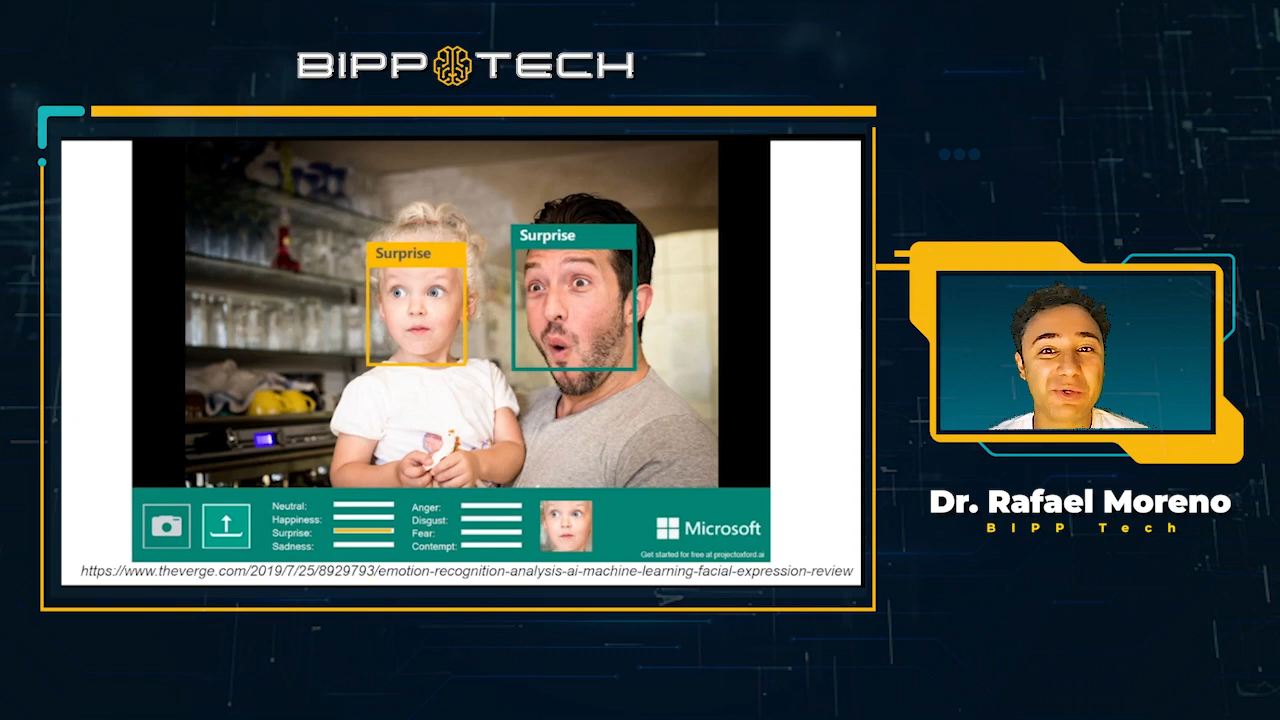 BIPP TECH
Surprise
Surprise
Neutral:
Happiness:
Surprise:
Sadness:
Anger:
Disgust:
Fear:
Contempt:
Microsoft
Get started for free at projectoxford.ai
https://www.theverge.com/2019/7/25/8929793/emotion-recognition-analysis-ai-machine-learning-facial-expression-review
Dr. Rafael Moreno
BIPP Tech